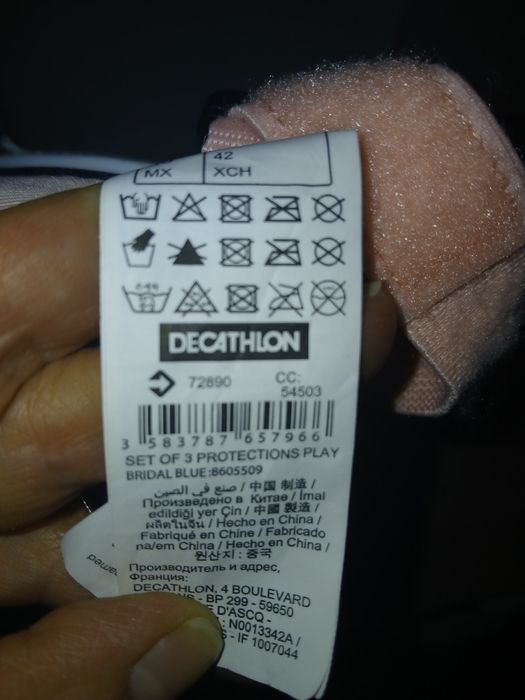 42
MX XCH
DECATHLON
72890 CC:
54503
3 583787 657966
SET OF 3 PROTECTIONS PLAY
BRIDAL BLUE :8605509
صنع في الصين / 中国 制造 /
Произведено в Китае / İmal
edildiği yer Çin / 中國 製造 /
ผลิตในจีน / Hecho en China /
Fabriqué en Chine / Fabricado
na/em China / Hecho en China /
원산지 : 중국
Производитель и адрес,
Франция:
DECATHLON, 4 BOULEVARD
- BP 299 - 59650
D'ASCQ -
: N0013342A /
- IF 1007044